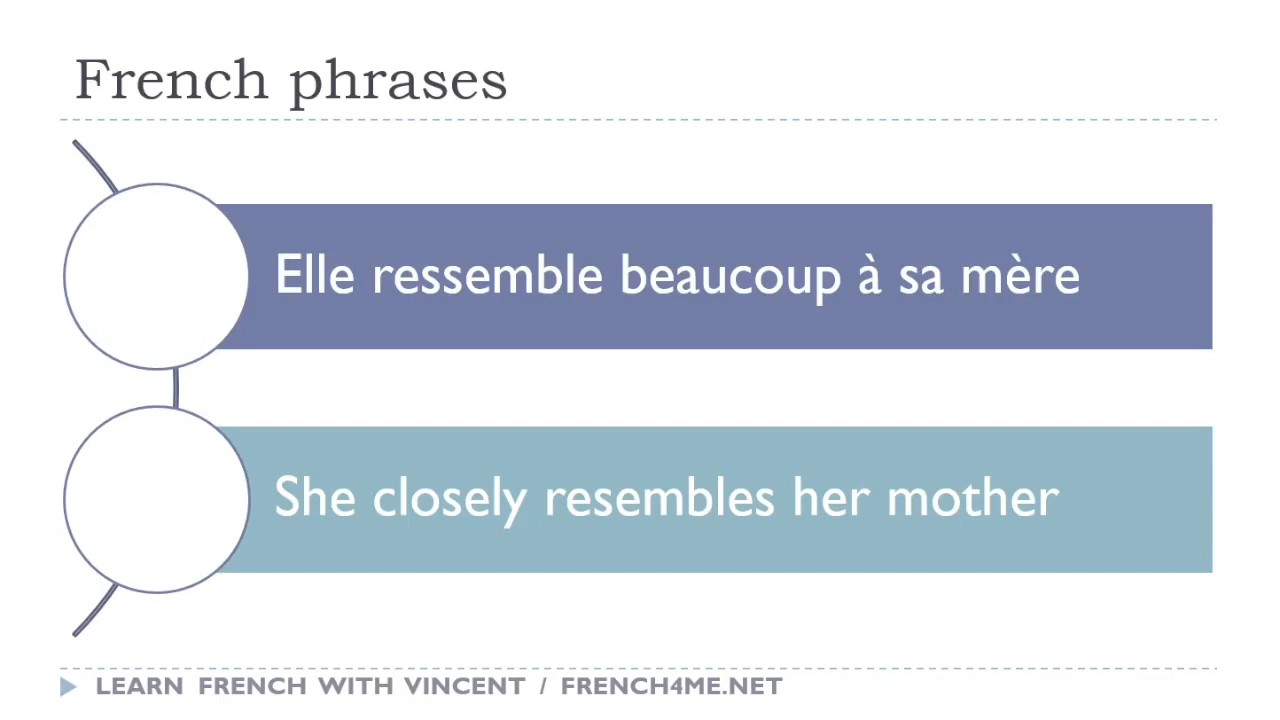 French phrases
Elle ressemble beaucoup à sa mère
She closely resembles her mother
LEARN FRENCH WITH VINCENT / FRENCH4ME.NET